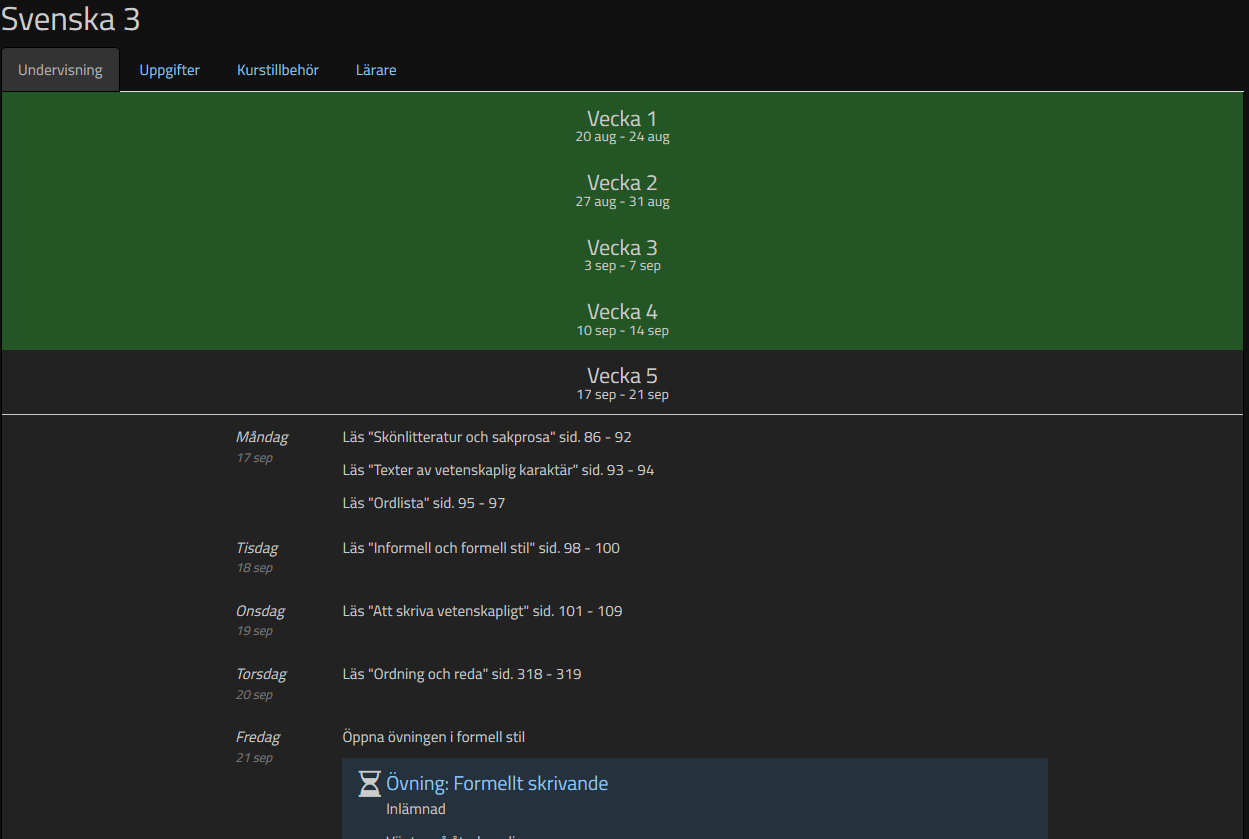 Svenska 3
Undervisning Uppgifter Kurstillbehör Lärare
Vecka 1
20 aug - 24 aug
Vecka 2
27 aug - 31 aug
Vecka 3
3 sep - 7 sep
Vecka 4
10 sep - 14 sep
Vecka 5
17 sep - 21 sep
Måndag Läs "Skönlitteratur och sakprosa" sid. 86 - 92
17 sep
Läs "Texter av vetenskaplig karaktär" sid. 93 - 94
Läs "Ordlista" sid. 95 - 97
Tisdag Läs "Informell och formell stil" sid. 98 - 100
18 sep
Onsdag Läs "Att skriva vetenskapligt" sid. 101 - 109
19 sep
Torsdag Läs "Ordning och reda" sid. 318 - 319
20 sep
Fredag Öppna övningen i formell stil
21 sep
Övning: Formellt skrivande
Inlämnad